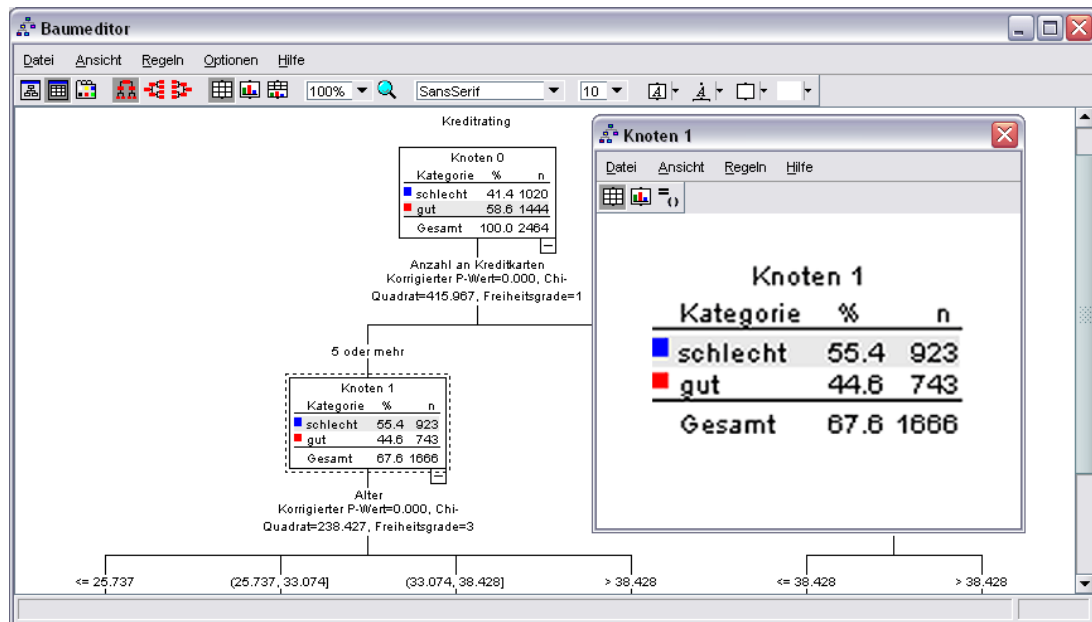 Baumeditor
Datei Ansicht Regeln Optionen Hilfe
100% SansSerif 10
Kreditrating
Knoten 0
Kategorie % n
schlecht 41.4 1020
gut 58.6 1444
Gesamt 100.0 2464
Anzahl an Kreditkarten
Korrigierter P-Wert=0.000, Chi-
Quadrat=415.967, Freiheitsgrade=1
5 oder mehr
Knoten 1
Kategorie % n
schlecht 55.4 923
gut 44.6 743
Gesamt 67.6 1666
Alter
Korrigierter P-Wert=0.000, Chi-
Quadrat=238.427, Freiheitsgrade=3
<= 25.737 (25.737, 33.074] (33.074, 38.428] > 38.428 <= 38.428 > 38.428
Knoten 1
Datei Ansicht Regeln Hilfe
Knoten 1
Kategorie % n
schlecht 55.4 923
gut 44.6 743
Gesamt 67.6 1666